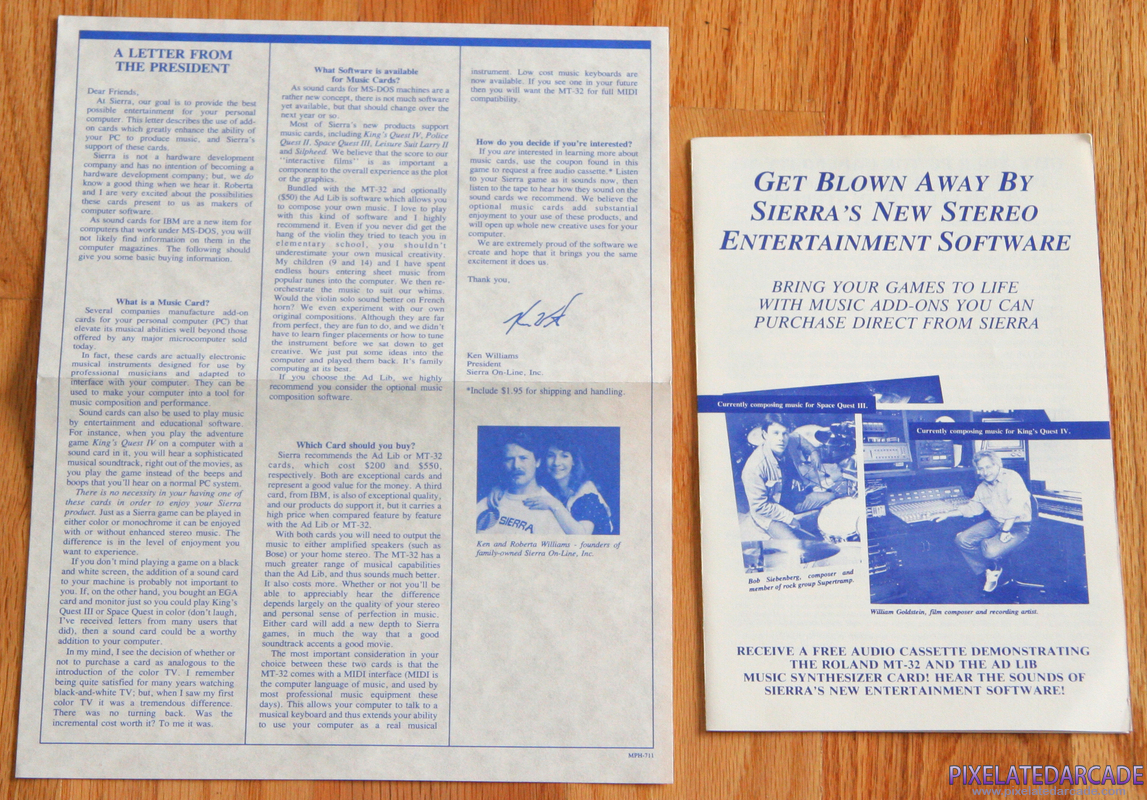 A LETTER FROM
THE PRESIDENT
Dear Friends,
At Sierra, our goal is to provide the best
possible entertainment for your personal
computer. This letter describes the use of add-
on cards which greatly enhance the ability of
your PC to produce music, and Sierra's
support of these cards.
Sierra is not a hardware development
company and has no intention of becoming a
hardware development company; but, we do
know a good thing when we hear it. Roberta
and I are very excited about the possibilities
these cards present to us as makers of
computer software.
As sound cards for IBM are a new item for
computers that work under MS-DOS, you will
not likely find information on them in the
computer magazines. The following should
give you some basic buying information.
What is a Music Card?
Several companies manufacture add-on
cards for your personal computer (PC) that
elevate its musical abilities well beyond those
offered by any major microcomputer sold
today.
In fact, these cards are actually electronic
musical instruments designed for use by
professional musicians and adapted to
interface with your computer. They can be
used to make your computer into a tool for
music composition and performance.
Sound cards can also be used to play music
by entertainment and educational software.
For instance, when you play the adventure
game King's Quest IV on a computer with a
sound card in it, you will hear a sophisticated
musical soundtrack, right out of the movies, as
you play the game instead of the beeps and
boops that you'll hear on a normal PC system.
There is no necessity in your having one of
these cards in order to enjoy your Sierra
product. Just as a Sierra game can be played in
either color or monochrome it can be enjoyed
with or without enhanced stereo music. The
difference is in the level of enjoyment you
want to experience.
If you don't mind playing a game on a black
and white screen, the addition of a sound card
to your machine is probably not important to
you. If, on the other hand, you bought an EGA
card and monitor just so you could play King's
Quest III or Space Quest in color (don't laugh,
I've received letters from many users that
did), then a sound card could be a worthy
addition to your computer.
In my mind, I see the decision of whether or
not to purchase a card as analogous to the
introduction of the color TV. I remember
being quite satisfied for many years watching
black-and-white TV; but, when I saw my first
color TV it was a tremendous difference.
There was no turning back. Was the
incremental cost worth it? To me it was.
What Software is available
for Music Cards?
As sound cards for MS-DOS machines are a
rather new concept, there is not much software
yet available, but that should change over the
next year or so.
Most of Sierra's new products support
music cards, including King's Quest IV, Police
Quest II, Space Quest III, Leisure Suit Larry II
and Silpheed. We believe that the score to our
"interactive films" is as important a
component to the overall experience as the plot
or the graphics.
Bundled with the MT-32 and optionally
($50) the Ad Lib is software which allows you
to compose your own music. I love to play
with this kind of software and I highly
recommend it. Even if you never did get the
hang of the violin they tried to teach you in
elementary school, you shouldn't
underestimate your own musical creativity.
My children (9 and 14) and I have spent
endless hours entering sheet music from
popular tunes into the computer. We then re-
orchestrate the music to suit our whims.
Would the violin solo sound better on French
horn? We even experiment with our own
original compositions. Although they are far
from perfect, they are fun to do, and we didn't
have to learn finger placements or how to tune
the instrument before we sat down to get
creative. We just put some ideas into the
computer and played them back. It's family
computing at its best.
If you choose the Ad Lib, we highly
recommend you consider the optional music
composition software.
Which Card should you buy?
Sierra recommends the Ad Lib or MT-32
cards, which cost $200 and $550,
respectively. Both are exceptional cards and
represent a good value for the money. A third
card, from IBM, is also of exceptional quality,
and our products do support it, but it carries a
high price when compared feature by feature
with the Ad Lib or MT-32.
With both cards you will need to output the
music to either amplified speakers (such as
Bose) or your home stereo. The MT-32 has a
much greater range of musical capabilities
than the Ad Lib, and thus sounds much better.
It also costs more. Whether or not you'll be
able to appreciably hear the difference
depends largely on the quality of your stereo
and personal sense of perfection in music.
Either card will add a new depth to Sierra
games, in much the way that a good
soundtrack accents a good movie.
The most important consideration in your
choice between these two cards is that the
MT-32 comes with a MIDI interface (MIDI is
the computer language of music, and used by
most professional music equipment these
days). This allows your computer to talk to a
musical keyboard and thus extends your ability
to use your computer as a real musical
instrument. Low cost music keyboards are
now available. If you see one in your future
then you will want the MT-32 for full MIDI
compatibility.
How do you decide if you're interested?
If you are interested in learning more about
music cards, use the coupon found in this
game to request a free audio cassette.* Listen
to your Sierra game as it sounds now, then
listen to the tape to hear how they sound on the
sound cards we recommend. We believe the
optional music cards add substantial
enjoyment to your use of these products, and
will open up whole new creative uses for your
computer.
We are extremely proud of the software we
create and hope that it brings you the same
excitement it does us.
Thank you,
Ken Williams
President
Sierra On-Line, Inc.
*Include $1.95 for shipping and handling.
SIERRA
Ken and Roberta Williams - founders of
family-owned Sierra On-Line, Inc.
MPH-711
GET BLOWN AWAY BY
SIERRA'S NEW STEREO
ENTERTAINMENT SOFTWARE
BRING YOUR GAMES TO LIFE
WITH MUSIC ADD-ONS YOU CAN
PURCHASE DIRECT FROM SIERRA
Currently composing music for Space Quest III.
Currently composing music for King's Quest IV.
Bob Siebenberg, composer and
member of rock group Supertramp.
William Goldstein, film composer and recording artist.
RECEIVE A FREE AUDIO CASSETTE DEMONSTRATING
THE ROLAND MT-32 AND THE AD LIB
MUSIC SYNTHESIZER CARD! HEAR THE SOUNDS OF
SIERRA'S NEW ENTERTAINMENT SOFTWARE!
PIXELATEDARCADE
www.pixelatedarcade.com